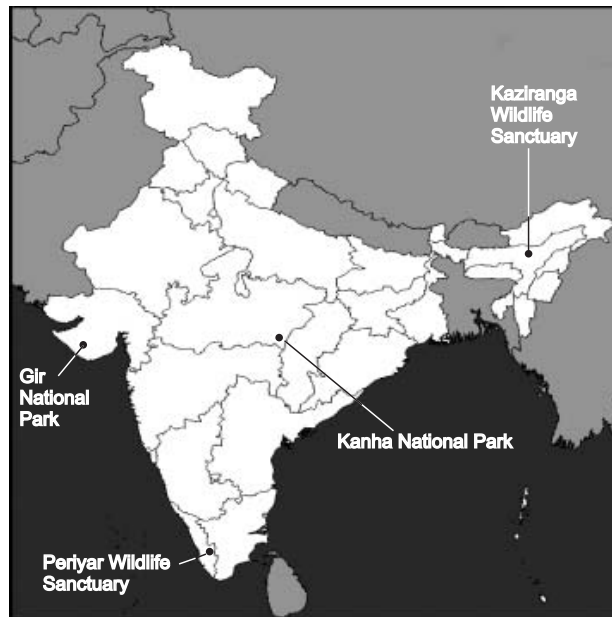 Kaziranga
Wildlife
Sanctuary
Gir
National
Park
Kanha National Park
Periyar Wildlife
Sanctuary